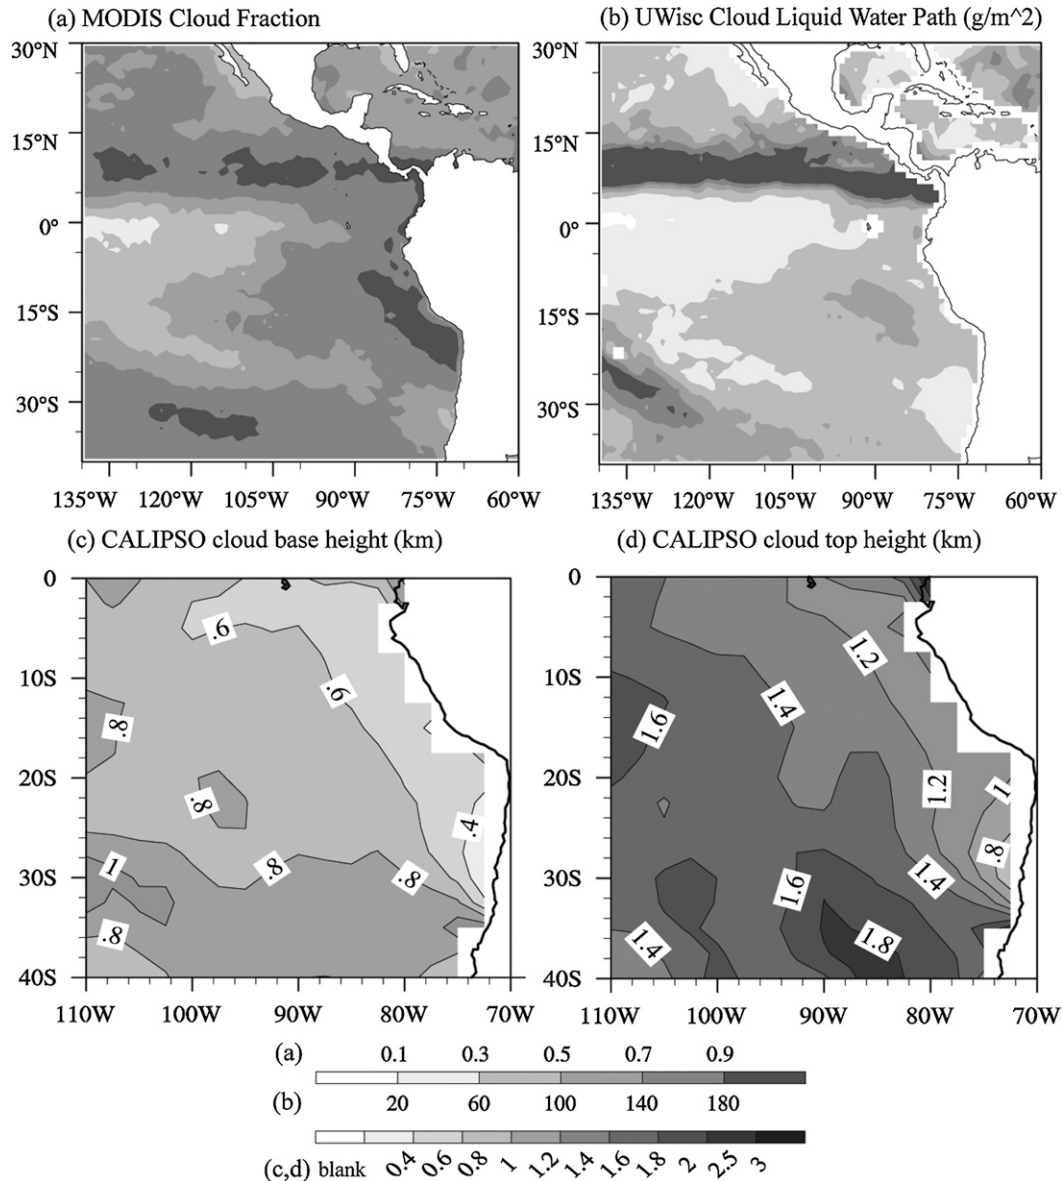 (a) MODIS Cloud Fraction
(b) UWisc Cloud Liquid Water Path (g/m^2)
30°N
15°N
0°
15°S
30°S
135°W 120°W 105°W 90°W 75°W 60°W
30°N
15°N
0°
15°S
30°S
135°W 120°W 105°W 90°W 75°W 60°W
(c) CALIPSO cloud base height (km)
(d) CALIPSO cloud top height (km)
0
10S
20S
30S
40S
.6
.6
.8
.8
.4
1
.8
.8
.8
110W 100W 90W 80W 70W
0
10S
20S
30S
40S
1.2
1.4
1.6
1.2
1
.8
1.6
1.4
1.8
1.4
110W 100W 90W 80W 70W
(a) 0.1 0.3 0.5 0.7 0.9
(b) 20 60 100 140 180
(c,d) blank 0.4 0.6 0.8 1 1.2 1.4 1.6 1.8 2 2.5 3